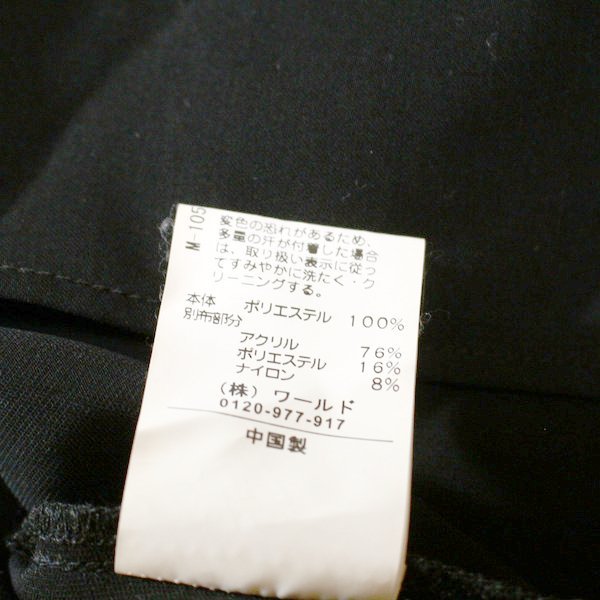 M-105
変色の恐れがあるため、
多量の汗が付着した場合
は、取り扱い表示に従っ
てすみやかに洗たく・ク
リーニングする。
本体 ポリエステル 100%
別布部分
アクリル 76%
ポリエステル 16%
ナイロン 8%
(株) ワールド
0120-977-917
中国製